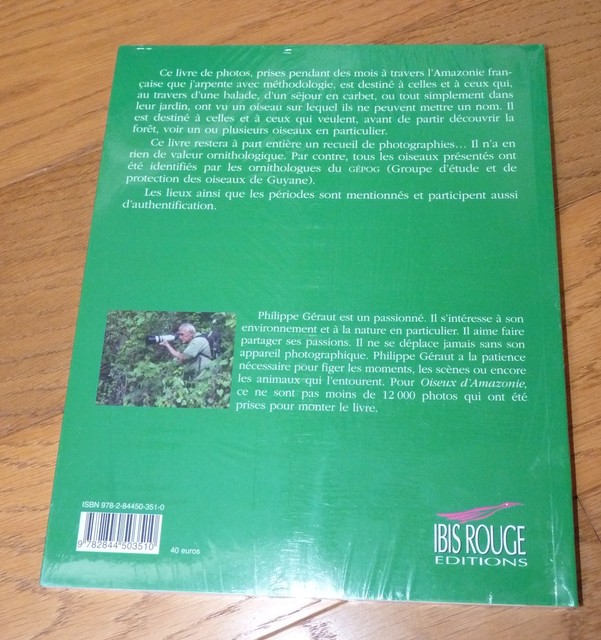 Ce livre de photos, prises pendant des mois à travers l'Amazonie fran-
çaise que j'arpente avec méthodologie, est destiné à celles et à ceux qui,
au travers d'une balade, d'un séjour en carbet, ou tout simplement dans
leur jardin, ont vu un oiseau sur lequel ils ne peuvent mettre un nom. Il
est destiné à celles et à ceux qui veulent, avant de partir découvrir la
forêt, voir un ou plusieurs oiseaux en particulier.
Ce livre restera à part entière un recueil de photographies… Il n'a en
rien de valeur ornithologique. Par contre, tous les oiseaux présentés ont
été identifiés par les ornithologues du GÉPOG (Groupe d'étude et de
protection des oiseaux de Guyane).
Les lieux ainsi que les périodes sont mentionnés et participent aussi
d'authentification.
Philippe Géraut est un passionné. Il s'intéresse à son
environnement et à la nature en particulier. Il aime faire
partager ses passions. Il ne se déplace jamais sans son
appareil photographique. Philippe Géraut a la patience
nécessaire pour figer les moments, les scènes ou encore
les animaux qui l'entourent. Pour Oiseux d'Amazonie,
ce ne sont pas moins de 12 000 photos qui ont été
prises pour monter le livre.
ISBN 978-2-84450-351-0
9 782844 503510
40 euros
IBIS ROUGE
EDITIONS